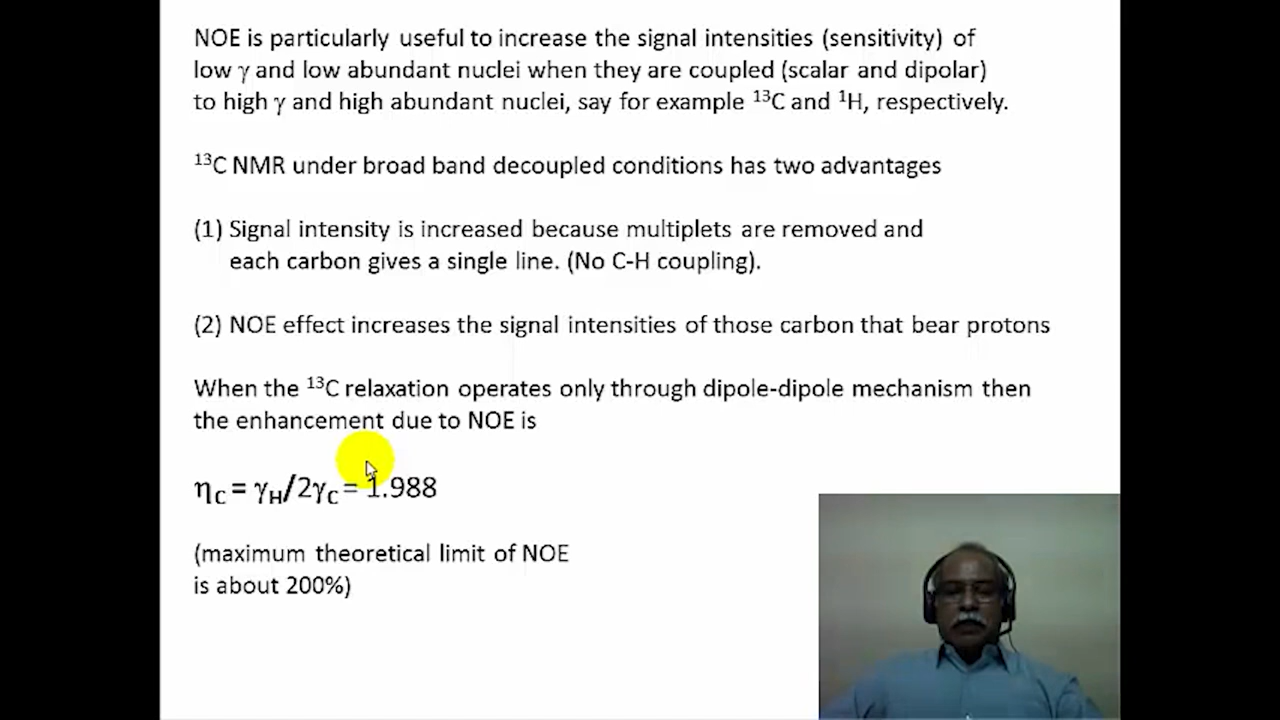 NOE is particularly useful to increase the signal intensities (sensitivity) of
low γ and low abundant nuclei when they are coupled (scalar and dipolar)
to high γ and high abundant nuclei, say for example ¹³C and ¹H, respectively.
¹³C NMR under broad band decoupled conditions has two advantages
(1) Signal intensity is increased because multiplets are removed and
each carbon gives a single line. (No C-H coupling).
(2) NOE effect increases the signal intensities of those carbon that bear protons
When the ¹³C relaxation operates only through dipole-dipole mechanism then
the enhancement due to NOE is
η_C = γ_H/2γ_C = 1.988
(maximum theoretical limit of NOE
is about 200%)